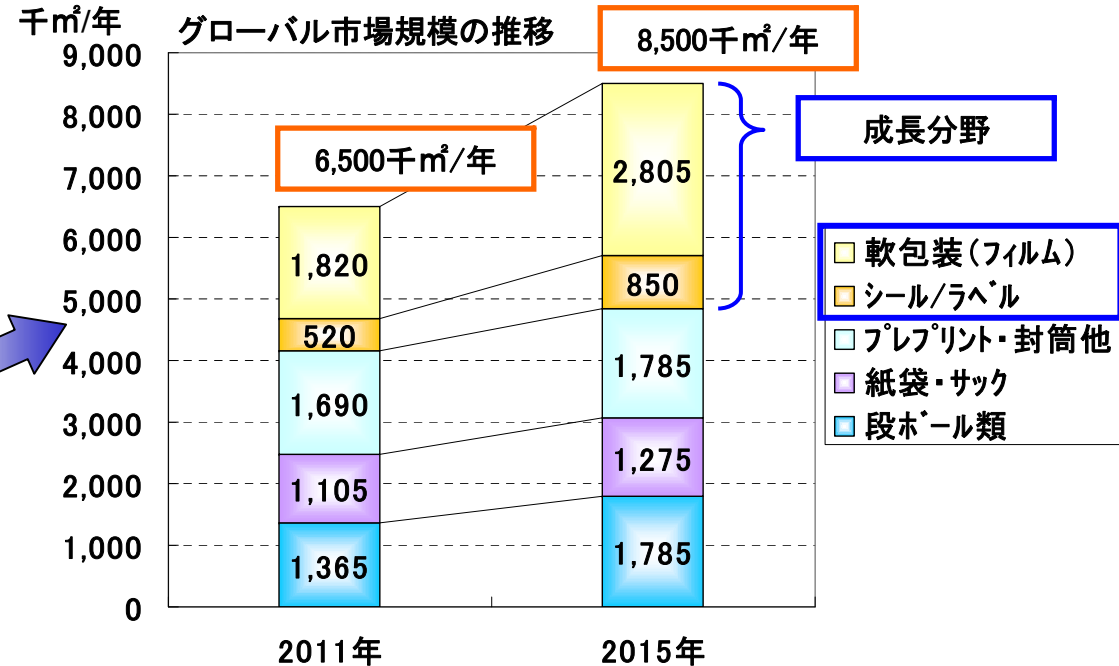 千㎡/年
グローバル市場規模の推移
8,500千㎡/年
6,500千㎡/年
成長分野
9,000
8,000
7,000
6,000
5,000
4,000
3,000
2,000
1,000
0
1,820
520
1,690
1,105
1,365
2,805
850
1,785
1,275
1,785
軟包装(フィルム)
シール/ラベル
プレプリント・封筒他
紙袋・サック
段ボール類
2011年
2015年